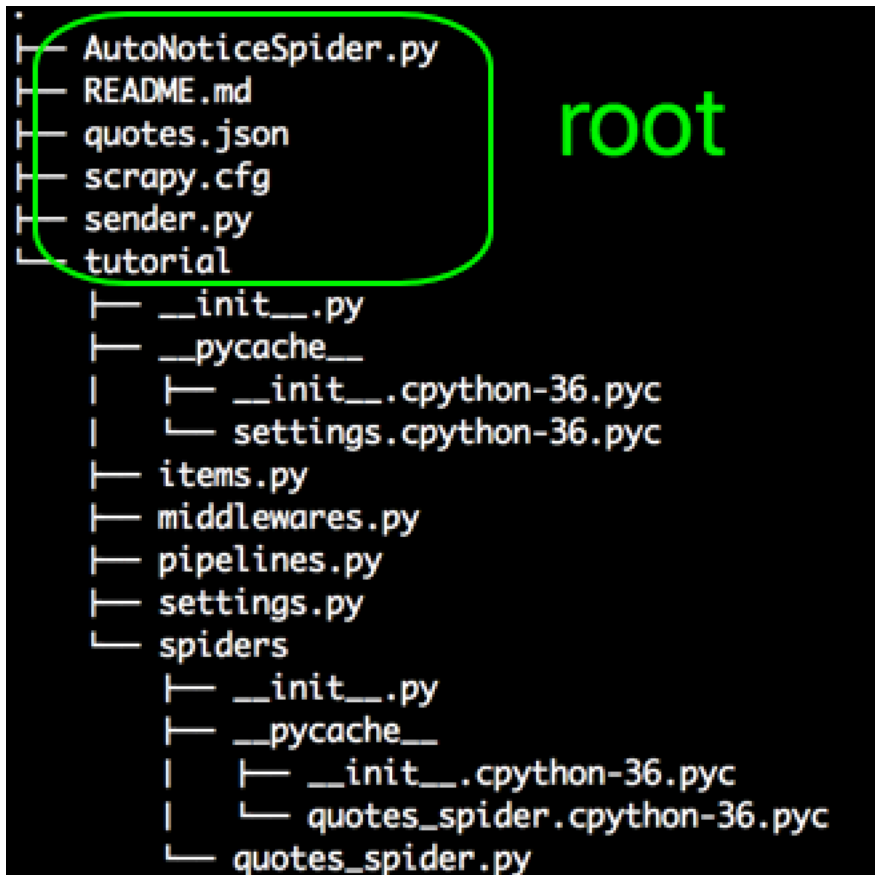 .
├── AutoNoticeSpider.py
├── README.md
├── quotes.json
├── scrapy.cfg
├── sender.py
└── tutorial
    ├── __init__.py
    ├── __pycache__
    │   ├── __init__.cpython-36.pyc
    │   └── settings.cpython-36.pyc
    ├── items.py
    ├── middlewares.py
    ├── pipelines.py
    ├── settings.py
    └── spiders
        ├── __init__.py
        ├── __pycache__
        │   ├── __init__.cpython-36.pyc
        │   └── quotes_spider.cpython-36.pyc
        └── quotes_spider.py
root